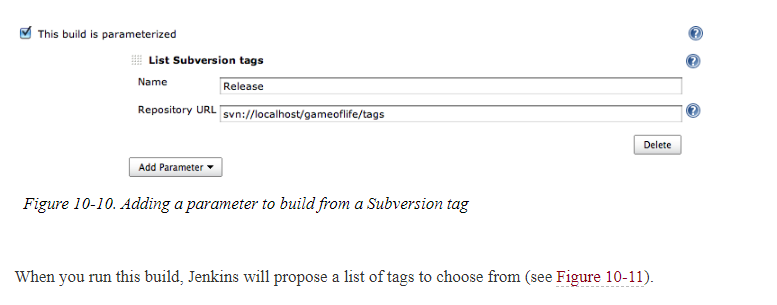 This build is parameterized
List Subversion tags
Name
Release
Repository URL
svn://localhost/gameoflife/tags
Delete
Add Parameter
Figure 10-10. Adding a parameter to build from a Subversion tag
When you run this build, Jenkins will propose a list of tags to choose from (see Figure 10-11).